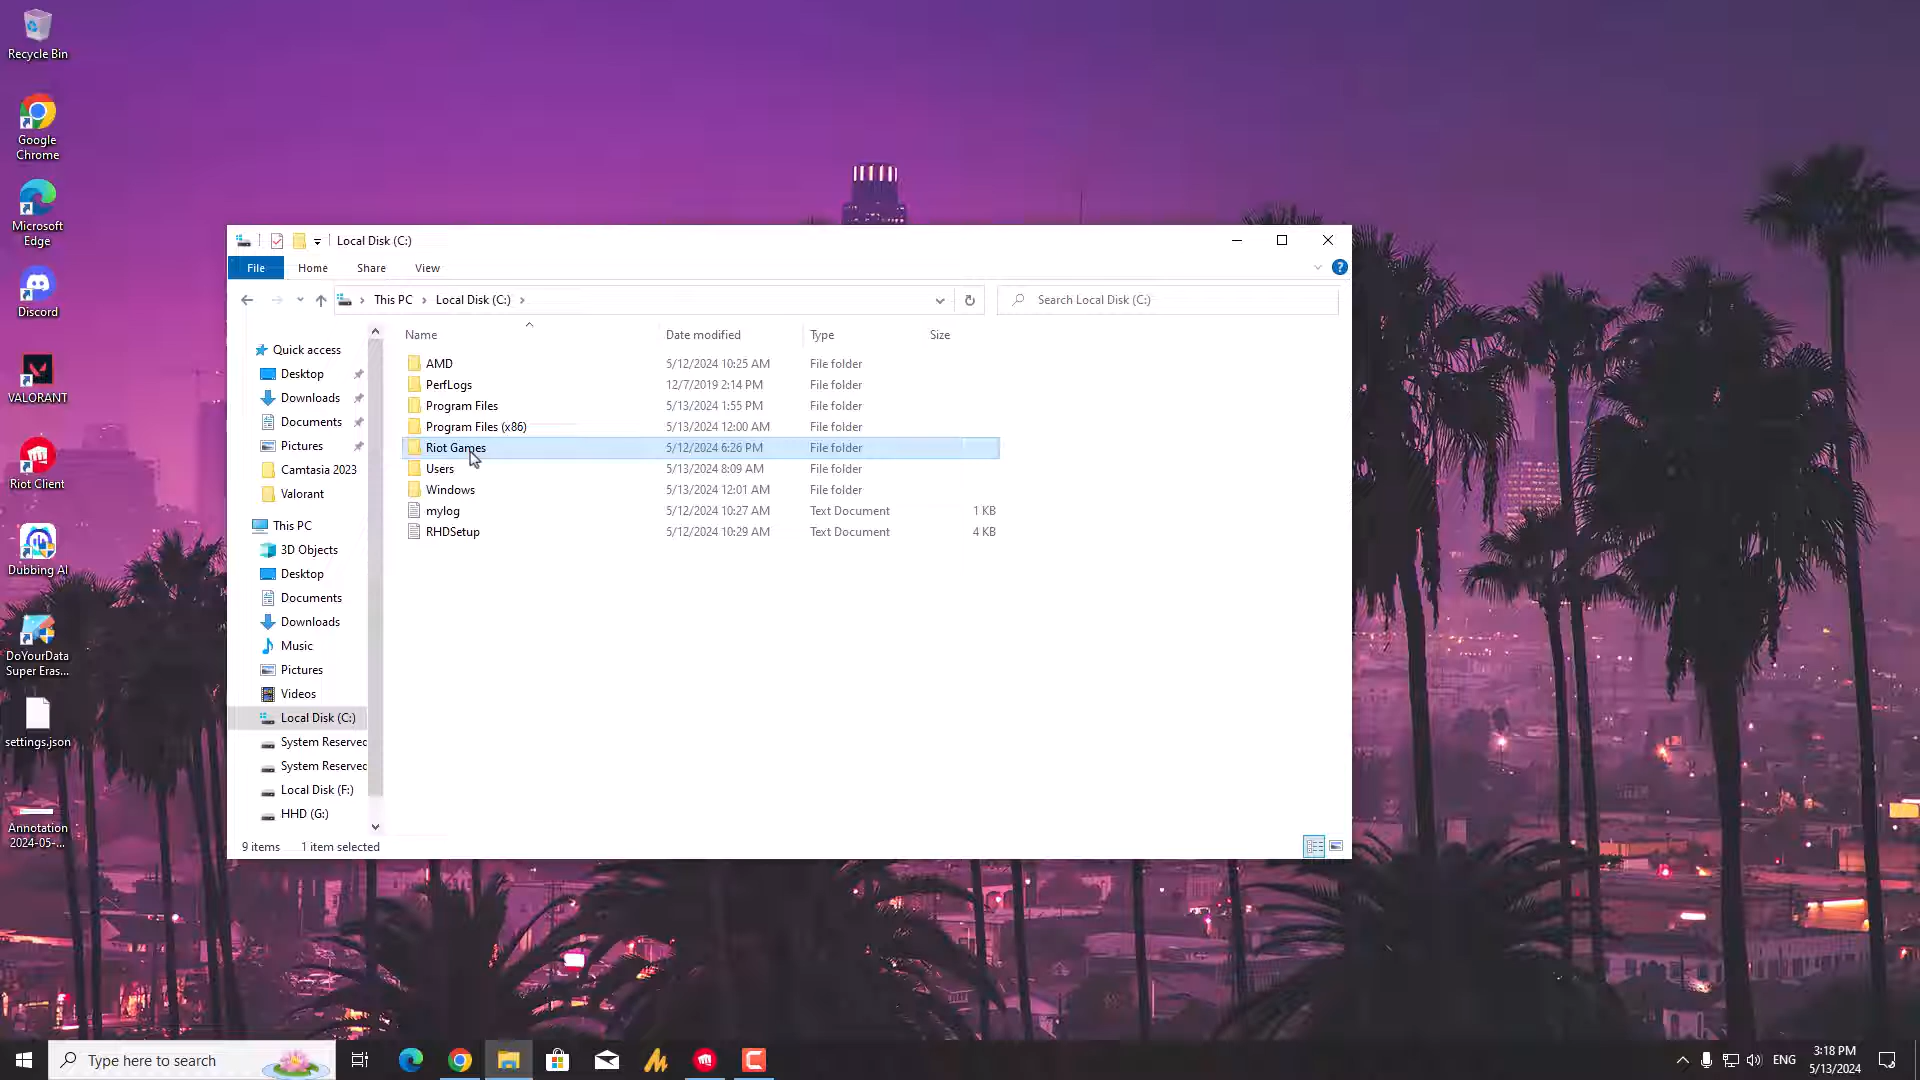 Recycle Bin
Google
Chrome
Microsoft
Edge
Discord
VALORANT
Riot Client
Dubbing AI
DoYourData
Super Eras...
settings.json
Annotation
2024-05-...
Local Disk (C:)
File
Home
Share
View
This PC
Local Disk (C:)
Search Local Disk (C:)
Quick access
Desktop
Downloads
Documents
Pictures
Camtasia 2023
Valorant
This PC
3D Objects
Desktop
Documents
Downloads
Music
Pictures
Videos
Local Disk (C:)
System Reserved
System Reserved
Local Disk (F:)
HHD (G:)
Name Date modified Type Size
AMD 5/12/2024 10:25 AM File folder
PerfLogs 12/7/2019 2:14 PM File folder
Program Files 5/13/2024 1:55 PM File folder
Program Files (x86) 5/13/2024 12:00 AM File folder
Riot Games 5/12/2024 6:26 PM File folder
Users 5/13/2024 8:09 AM File folder
Windows 5/13/2024 12:01 AM File folder
mylog 5/12/2024 10:27 AM Text Document 1 KB
RHDSetup 5/12/2024 10:29 AM Text Document 4 KB
9 items 1 item selected
Type here to search
ENG
3:18 PM
5/13/2024